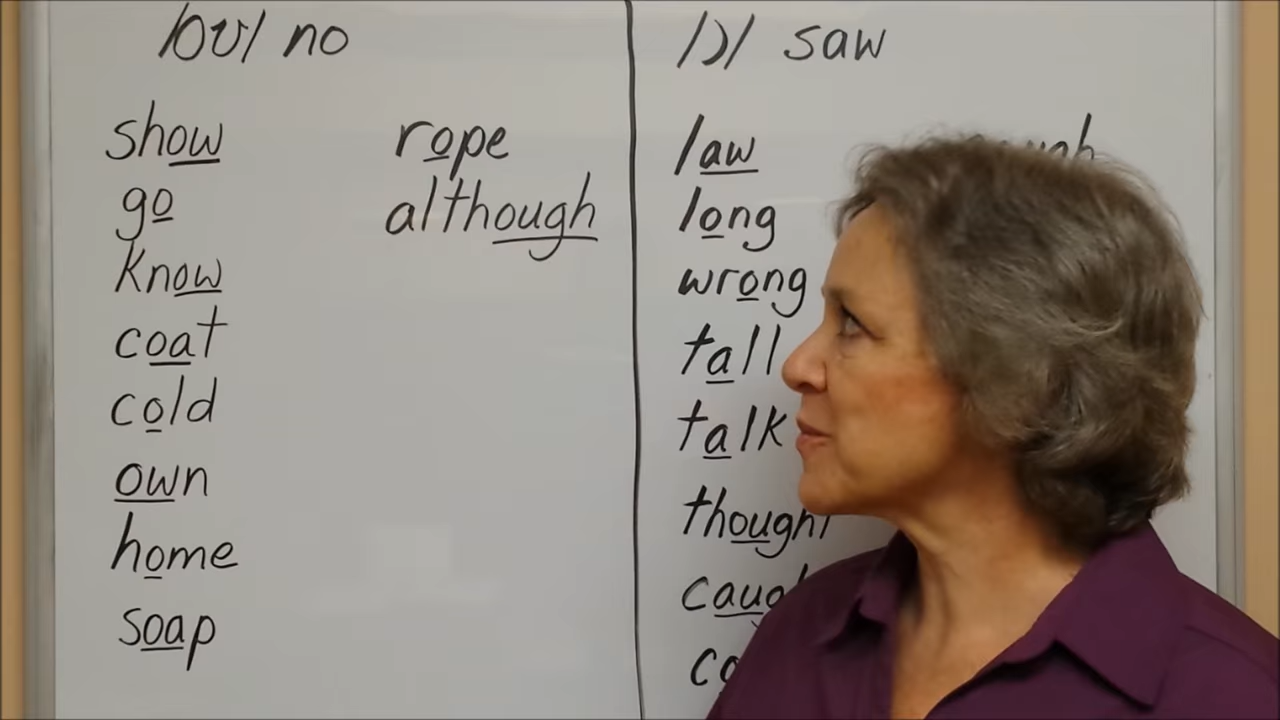 /oʊ/ no
show
go
know
coat
cold
own
home
soap
rope
although
/ɔ/ saw
law
long
wrong
tall
talk
thought